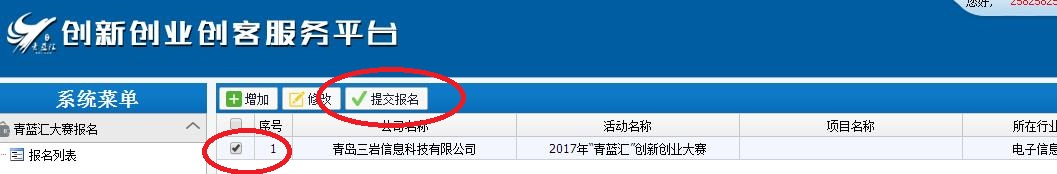 您好， 25825825
青蓝汇
创新创业创客服务平台
系统菜单
增加 修改 提交报名
青蓝汇大赛报名
序号 公司名称 活动名称 项目名称 所在行业
报名列表
1 青岛三岩信息科技有限公司 2017年“青蓝汇”创新创业大赛 电子信息